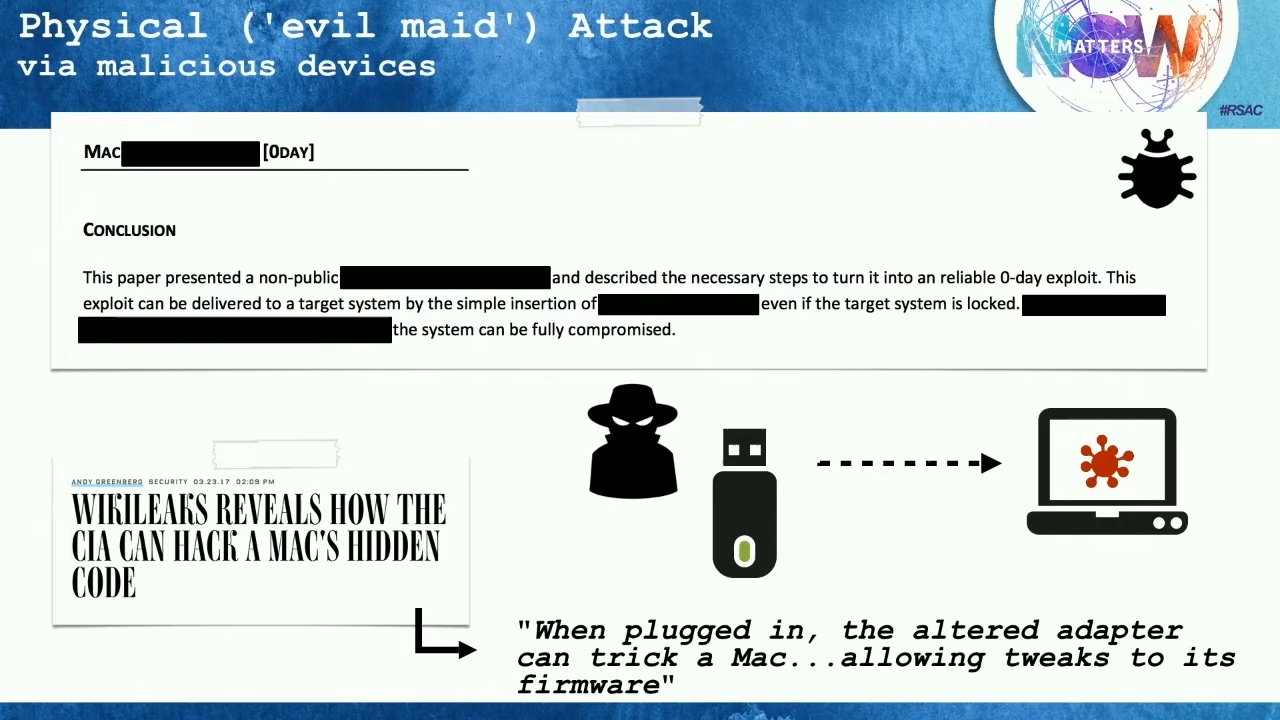 Physical ('evil maid') Attack
via malicious devices
NOW
MATTERS
#RSAC
MAC [0DAY]
CONCLUSION
This paper presented a non-public and described the necessary steps to turn it into an reliable 0-day exploit. This
exploit can be delivered to a target system by the simple insertion of even if the target system is locked.
the system can be fully compromised.
ANDY GREENBERG SECURITY 03.23.17 02:09 PM
WIKILEAKS REVEALS HOW THE
CIA CAN HACK A MAC'S HIDDEN
CODE
"When plugged in, the altered adapter
can trick a Mac...allowing tweaks to its
firmware"